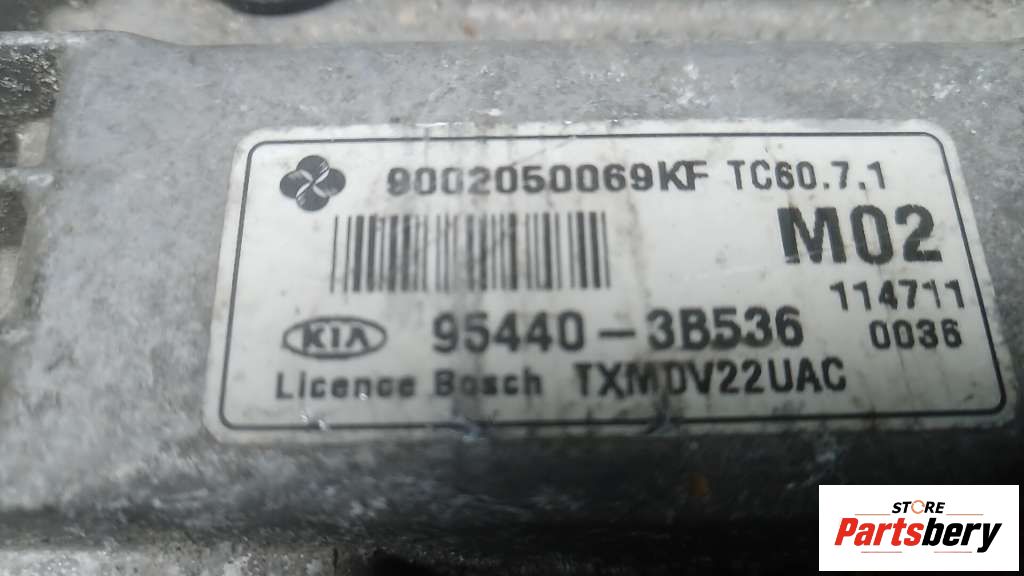 9002050069KF TC60.7.1
M02
114711
KIA 95440-3B536 0036
Licence Bosch TXMDV22UAC
STORE
Partsbery